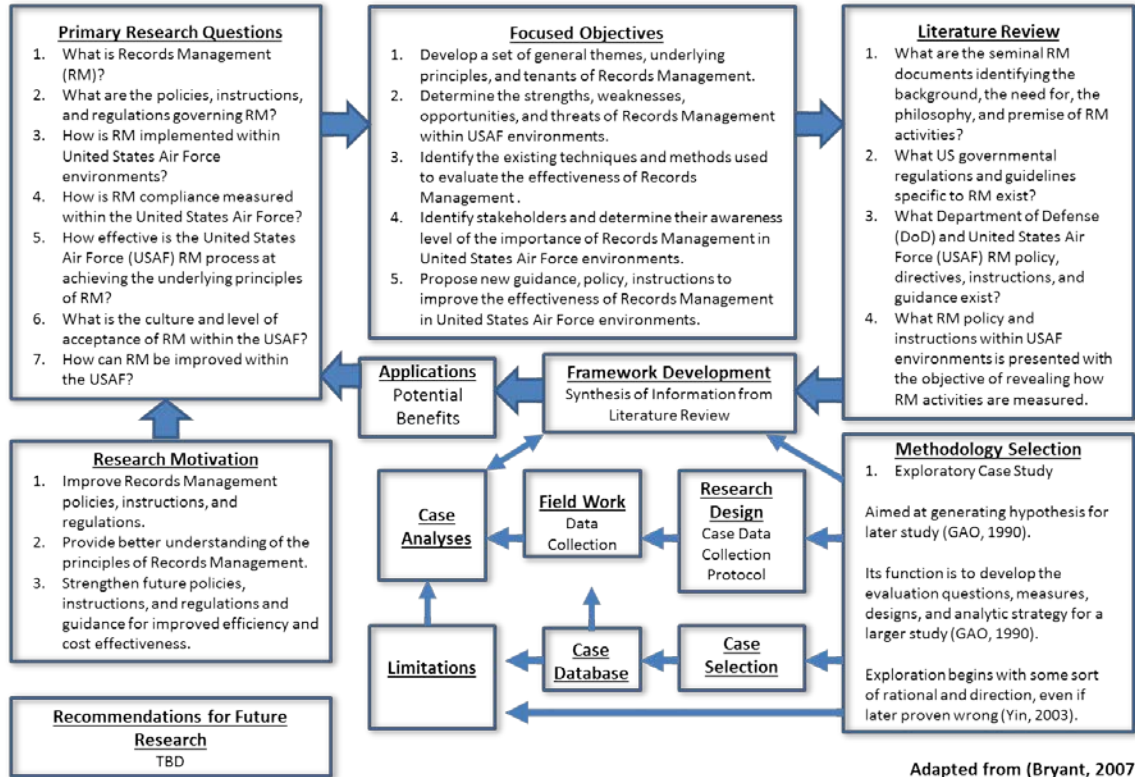 Primary Research Questions
1. What is Records Management
(RM)?
2. What are the policies, instructions,
and regulations governing RM?
3. How is RM implemented within
United States Air Force
environments?
4. How is RM compliance measured
within the United States Air Force?
5. How effective is the United States
Air Force (USAF) RM process at
achieving the underlying principles
of RM?
6. What is the culture and level of
acceptance of RM within the USAF?
7. How can RM be improved within
the USAF?
Focused Objectives
1. Develop a set of general themes, underlying
principles, and tenants of Records Management.
2. Determine the strengths, weaknesses,
opportunities, and threats of Records Management
within USAF environments.
3. Identify the existing techniques and methods used
to evaluate the effectiveness of Records
Management .
4. Identify stakeholders and determine their awareness
level of the importance of Records Management in
United States Air Force environments.
5. Propose new guidance, policy, instructions to
improve the effectiveness of Records Management
in United States Air Force environments.
Literature Review
1. What are the seminal RM
documents identifying the
background, the need for, the
philosophy, and premise of RM
activities?
2. What US governmental
regulations and guidelines
specific to RM exist?
3. What Department of Defense
(DoD) and United States Air
Force (USAF) RM policy,
directives, instructions, and
guidance exist?
4. What RM policy and
instructions within USAF
environments is presented with
the objective of revealing how
RM activities are measured.
Applications
Potential
Benefits
Framework Development
Synthesis of Information from
Literature Review
Research Motivation
1. Improve Records Management
policies, instructions, and
regulations.
2. Provide better understanding of the
principles of Records Management.
3. Strengthen future policies,
instructions, and regulations and
guidance for improved efficiency and
cost effectiveness.
Case
Analyses
Field Work
Data
Collection
Research
Design
Case Data
Collection
Protocol
Methodology Selection
1. Exploratory Case Study
Aimed at generating hypothesis for
later study (GAO, 1990).
Its function is to develop the
evaluation questions, measures,
designs, and analytic strategy for a
larger study (GAO, 1990).
Exploration begins with some sort
of rational and direction, even if
later proven wrong (Yin, 2003).
Limitations
Case
Database
Case
Selection
Recommendations for Future
Research
TBD
Adapted from (Bryant, 2007